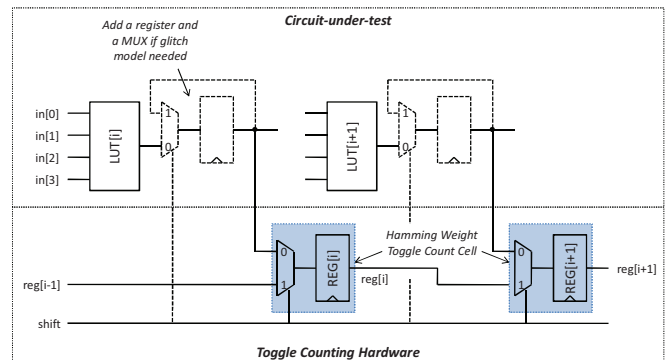 Circuit-under-test
Add a register and
a MUX if glitch
model needed
in[0]
in[1]
in[2]
in[3]
LUT[i]
1
0
LUT[i+1]
1
0
Hamming Weight
Toggle Count Cell
0
1
REG[i]
reg[i]
0
1
REG[i+1]
reg[i+1]
reg[i-1]
shift
Toggle Counting Hardware